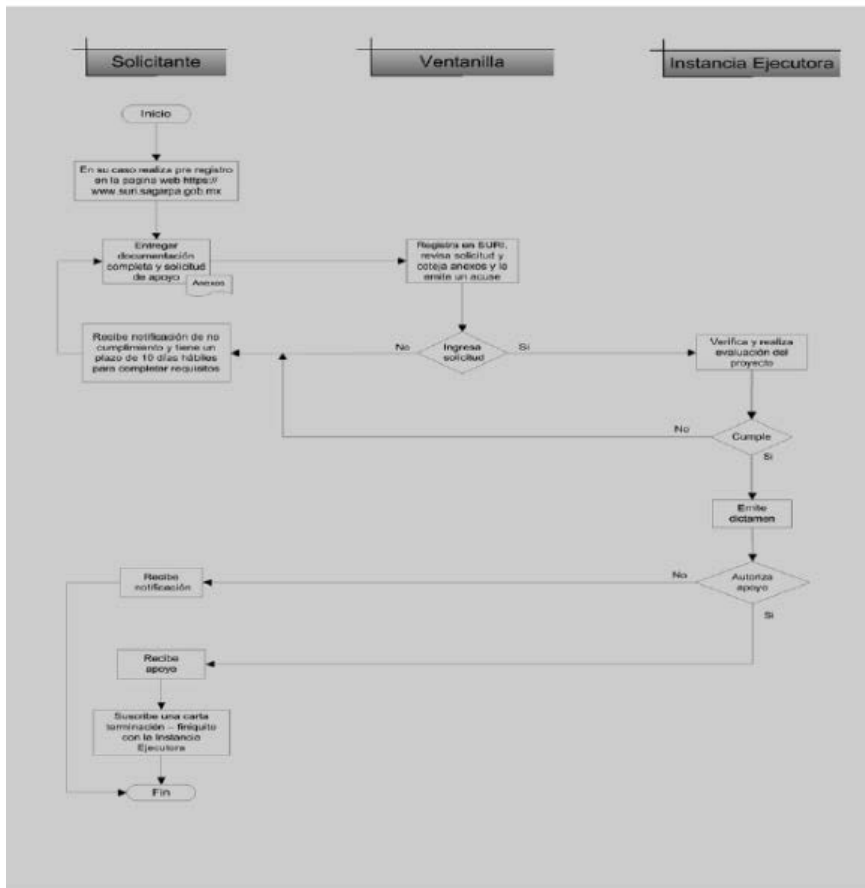 Solicitante
Ventanilla
Instancia Ejecutora
Inicio
En su caso realiza pre registro
en la pagina web https://
www.suri.sagarpa.gob.mx
Entregar
documentación
completa y solicitud
de apoyo
Anexos
Registra en SURI,
revisa solicitud y
coteja anexos y le
emite un acuse
Recibe notificación de no
cumplimiento y tiene un
plazo de 10 días hábiles
para completar requisitos
No
Ingresa
solicitud
Si
Verifica y realiza
evaluación del
proyecto
No
Cumple
Si
Emite
dictamen
Recibe
notificación
No
Autoriza
apoyo
Si
Recibe
apoyo
Suscribe una carta
terminación – finiquito
con la Instancia
Ejecutora
Fin